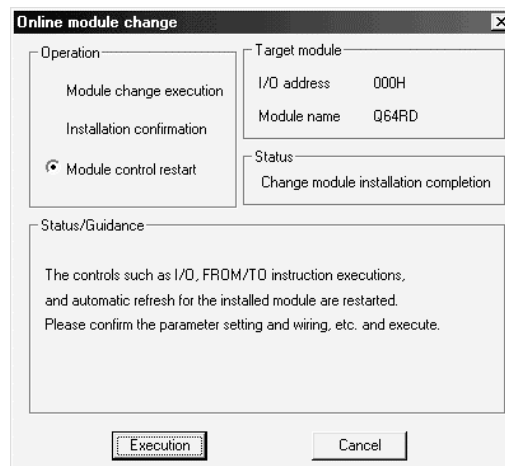 Online module change
Operation
Module change execution
Installation confirmation
Module control restart
Target module
I/O address 000H
Module name Q64RD
Status
Change module installation completion
Status/Guidance
The controls such as I/O, FROM/TO instruction executions,
and automatic refresh for the installed module are restarted.
Please confirm the parameter setting and wiring, etc. and execute.
Execution
Cancel